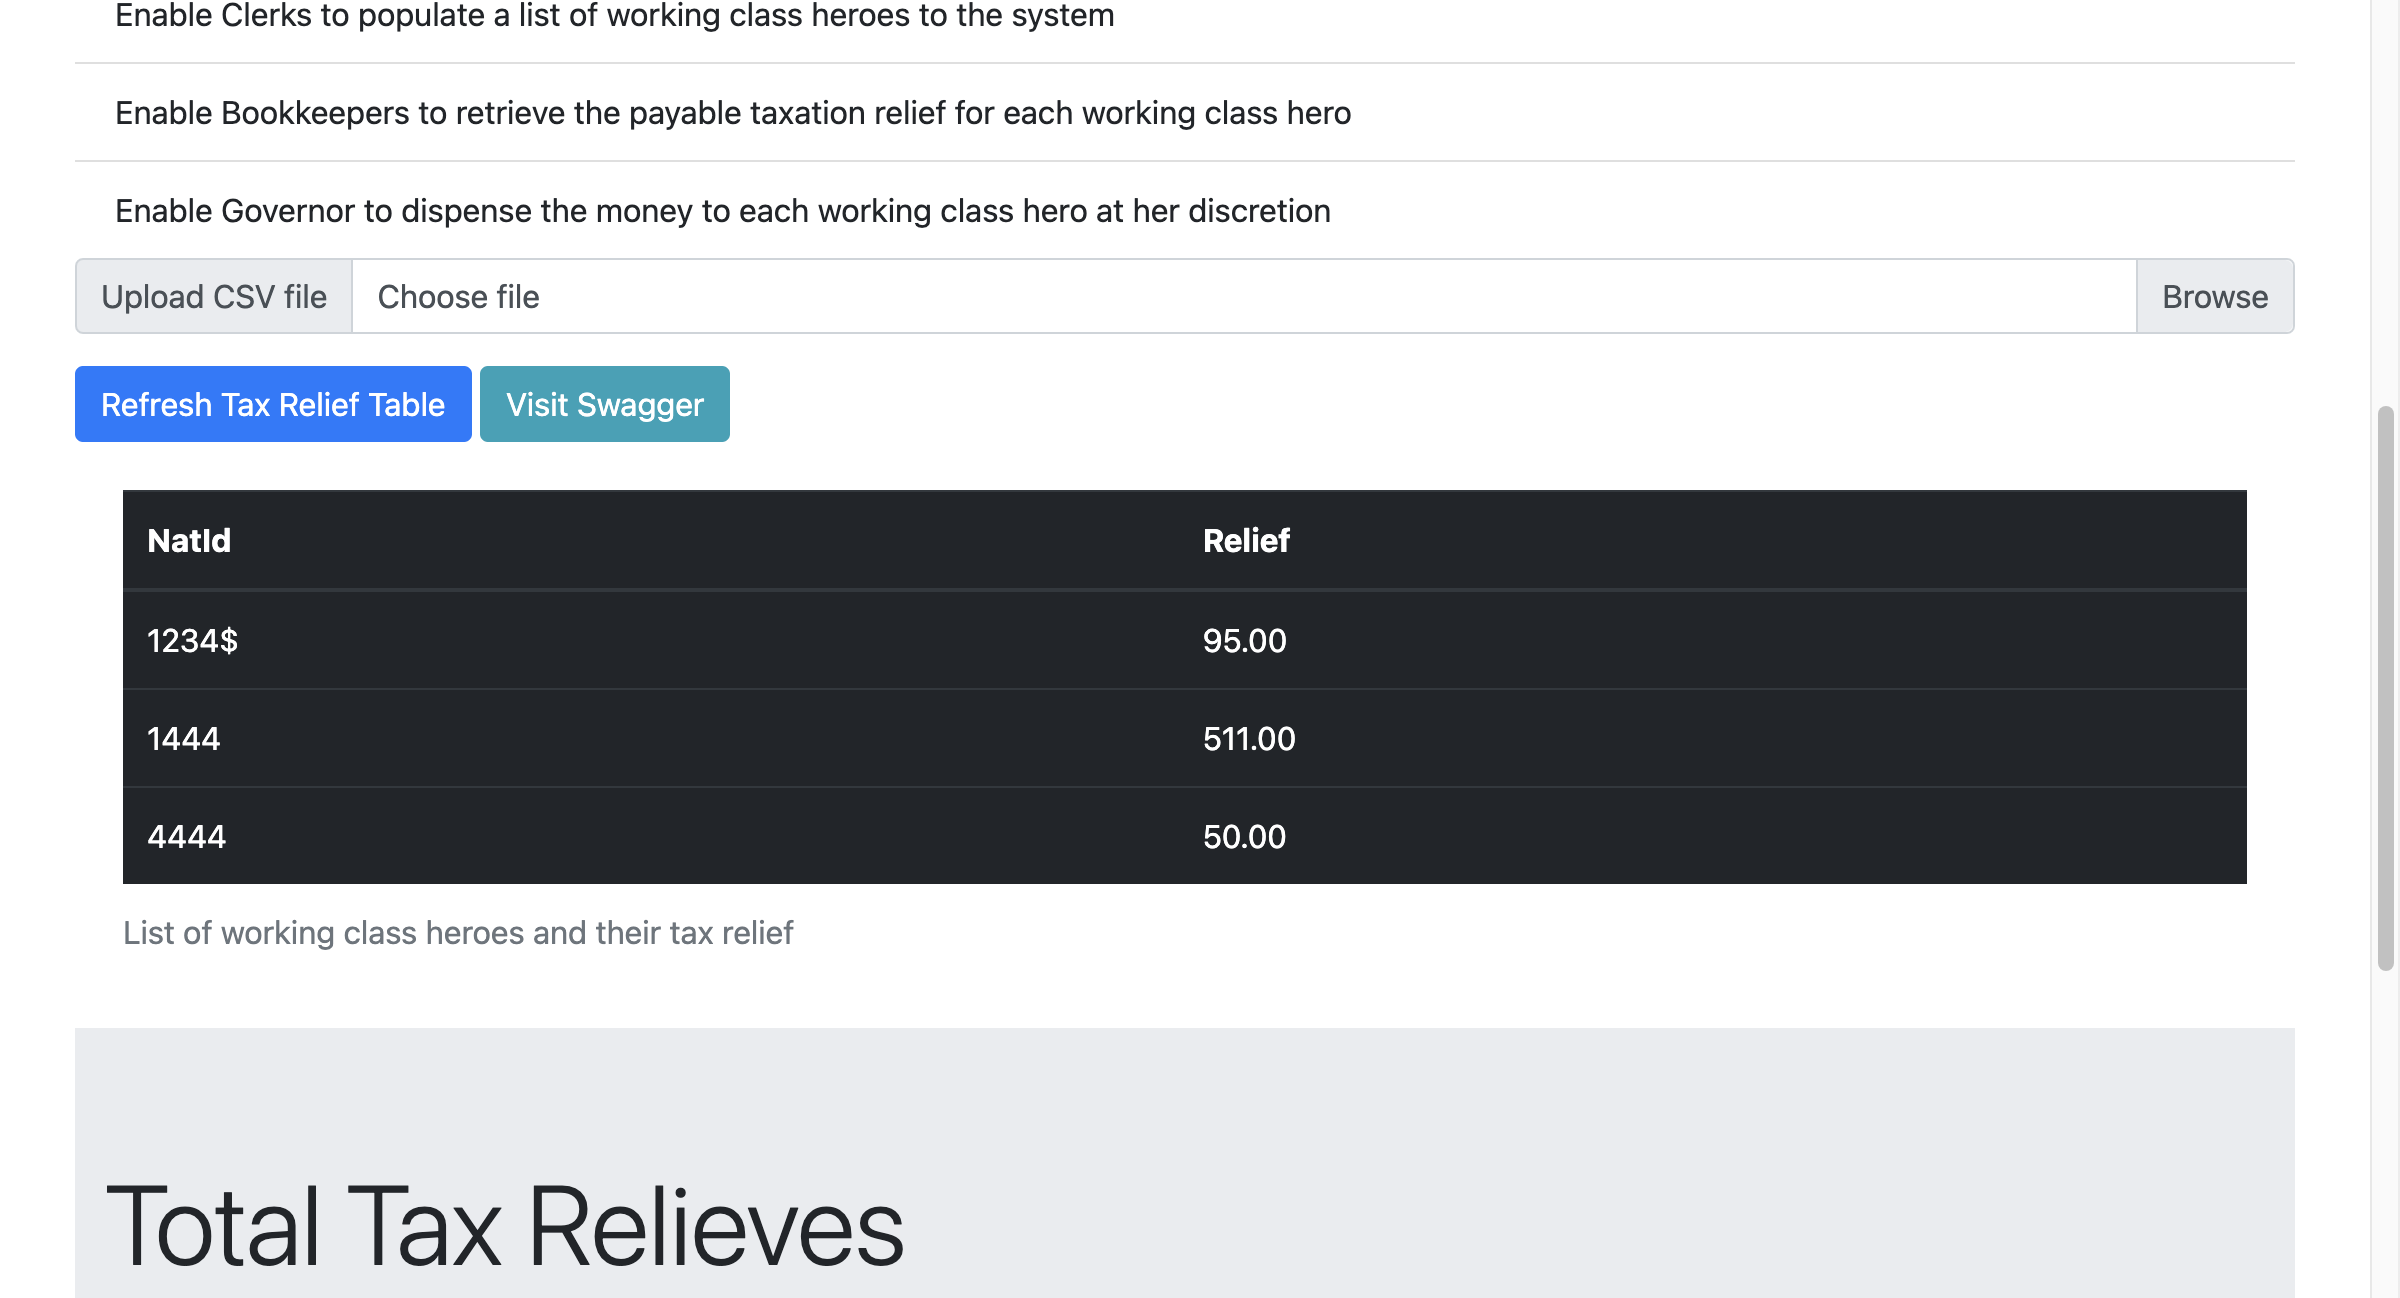 Enable Clerks to populate a list of working class heroes to the system
Enable Bookkeepers to retrieve the payable taxation relief for each working class hero
Enable Governor to dispense the money to each working class hero at her discretion
Upload CSV file Choose file Browse
Refresh Tax Relief Table Visit Swagger
NatId Relief
1234$ 95.00
1444 511.00
4444 50.00
List of working class heroes and their tax relief
Total Tax Relieves